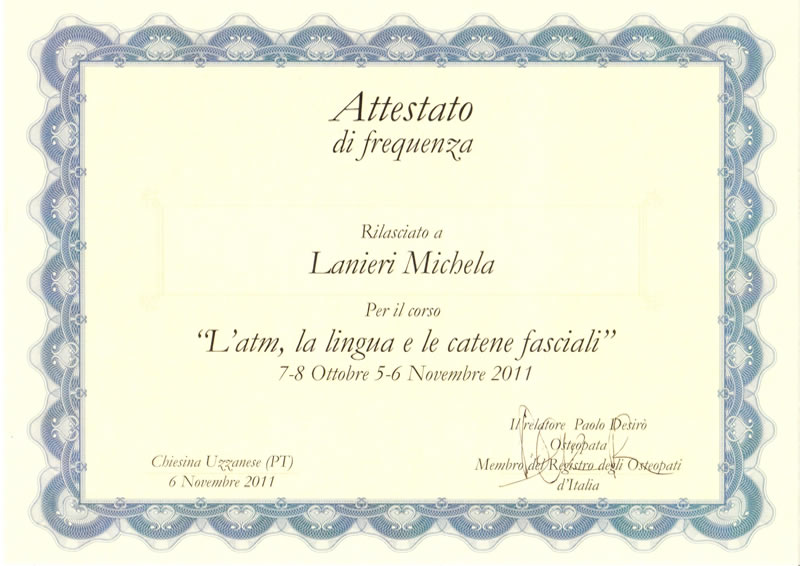 Attestato
di frequenza
Rilasciato a
Lanieri Michela
Per il corso
“L’atm, la lingua e le catene fasciali”
7-8 Ottobre 5-6 Novembre 2011
Il relatore Paolo Desirò
Osteopata
Membro del Registro degli Osteopati
d’Italia
Chiesina Uzzanese (PT)
6 Novembre 2011